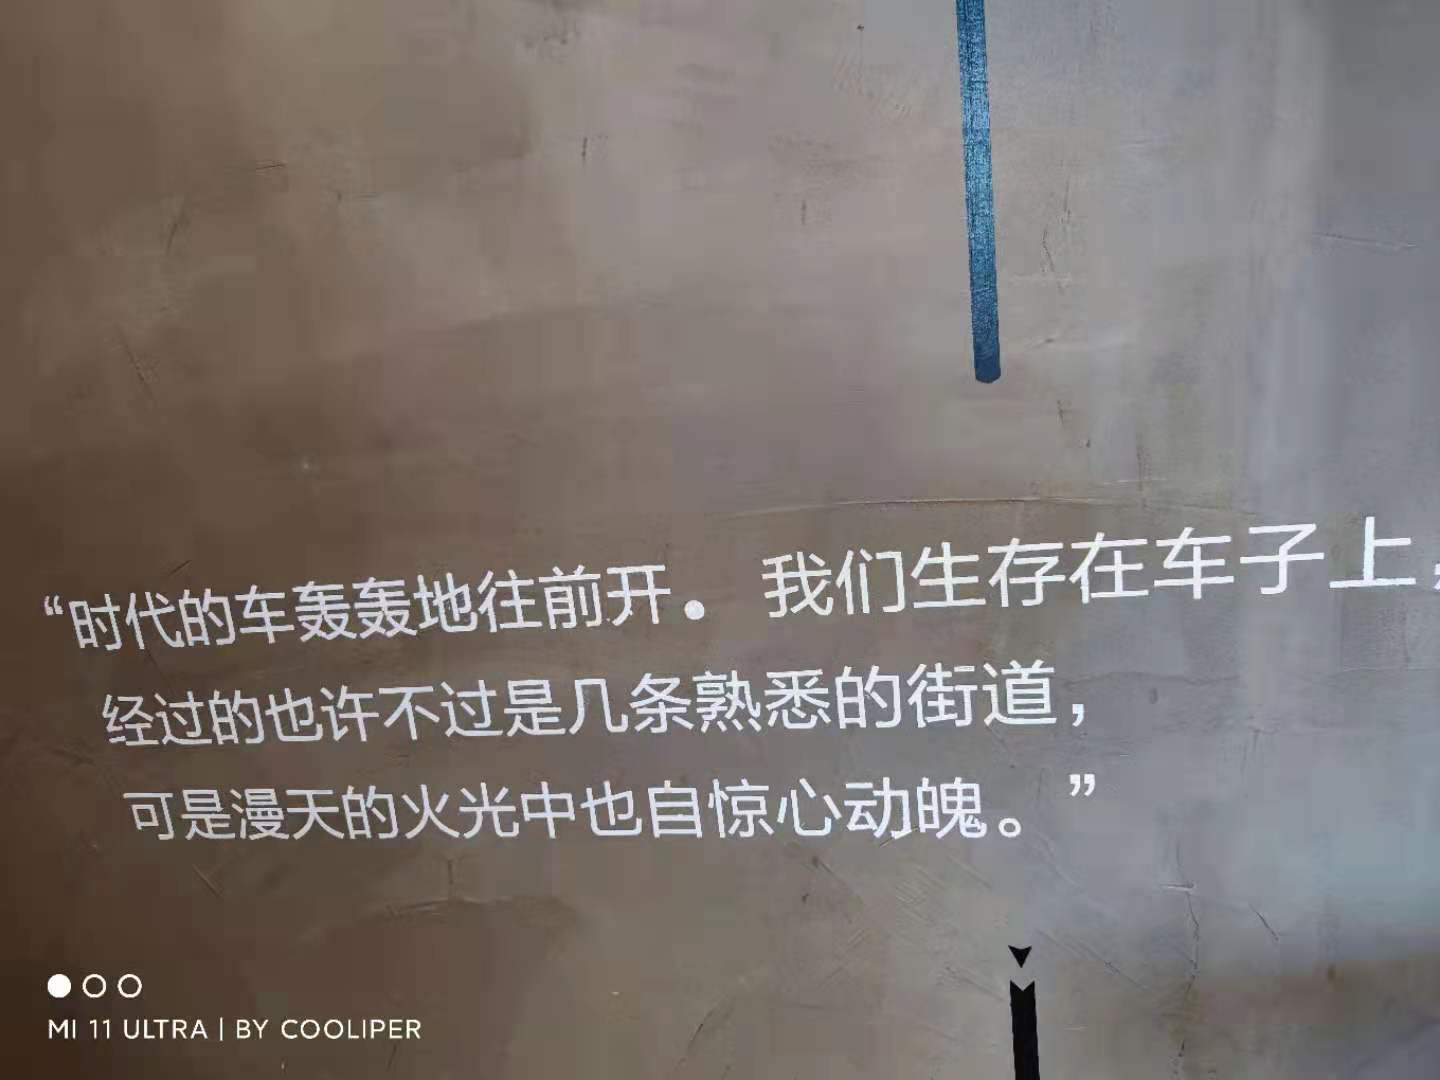 “时代的车轰轰地往前开。我们生存在车子上，
经过的也许不过是几条熟悉的街道，
可是漫天的火光中也自惊心动魄。”
MI 11 ULTRA | BY COOLIPER